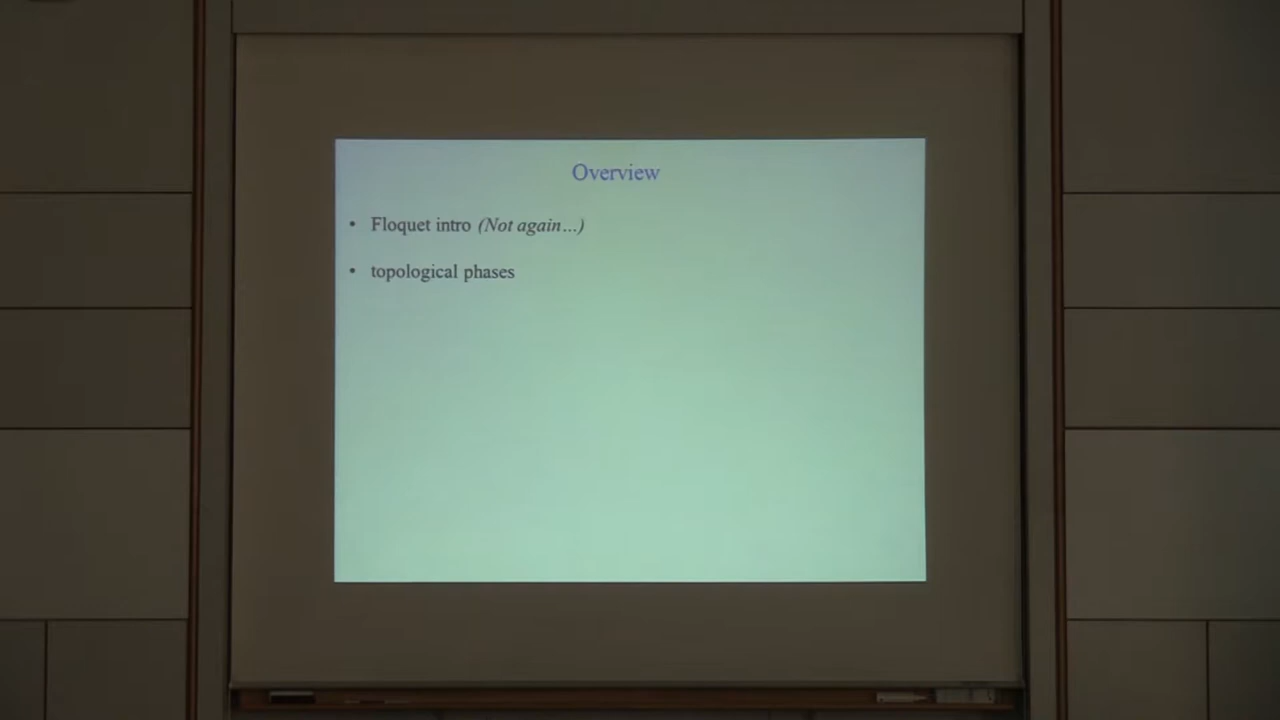 Overview
• Floquet intro (Not again...)
• topological phases